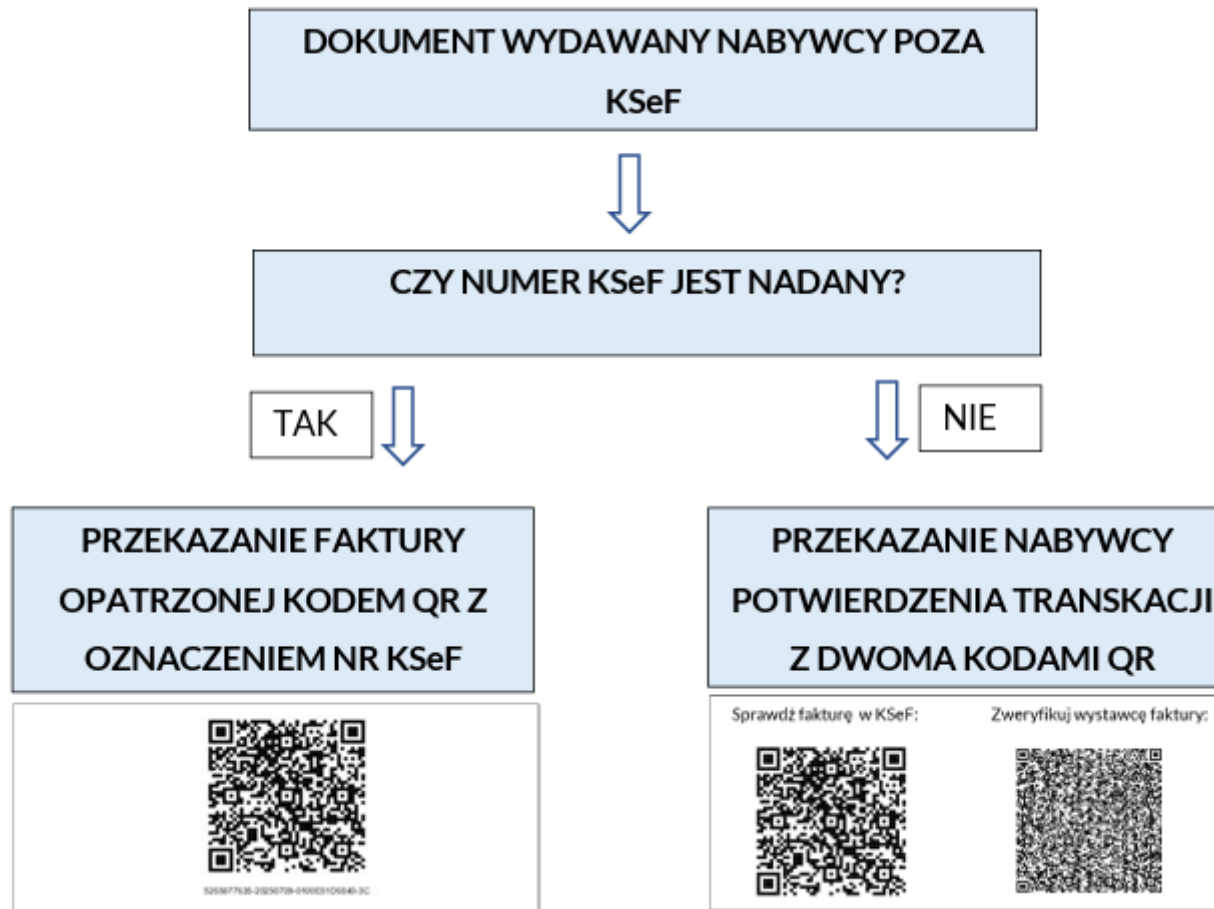 DOKUMENT WYDAWANY NABYWCY POZA
KSeF
CZY NUMER KSeF JEST NADANY?
TAK
NIE
PRZEKAZANIE FAKTURY
OPATRZONEJ KODEM QR Z
OZNACZENIEM NR KSeF
PRZEKAZANIE NABYWCY
POTWIERDZENIA TRANSKACJI
Z DWOMA KODAMI QR
Sprawdź fakturę w KSeF:
Zweryfikuj wystawcę faktury: